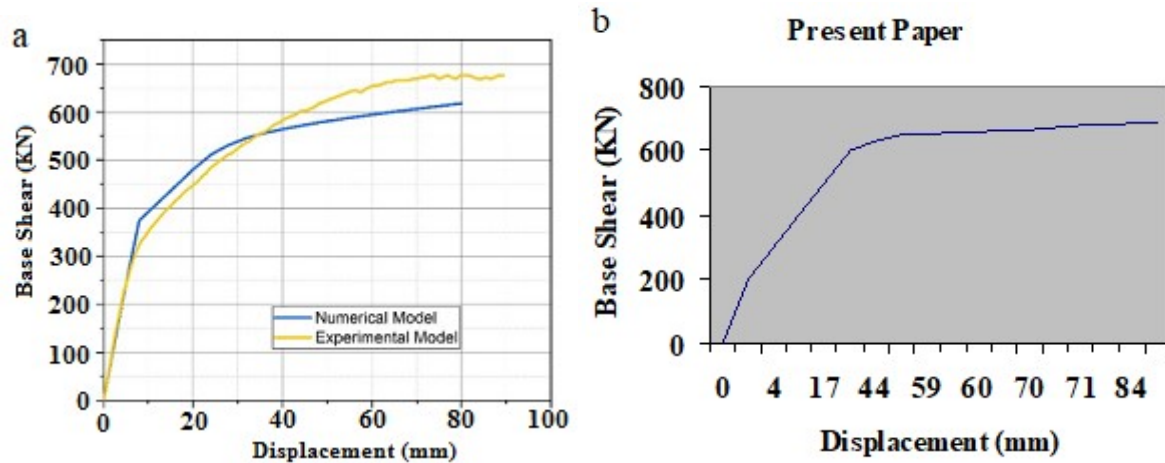 a
700
600
500
400
300
200
100
0
Base Shear (KN)
Numerical Model
Experimental Model
0 20 40 60 80 100
Displacement (mm)
b
Present Paper
800
600
400
200
0
Base Shear (KN)
0 4 17 44 59 60 70 71 84
Displacement (mm)